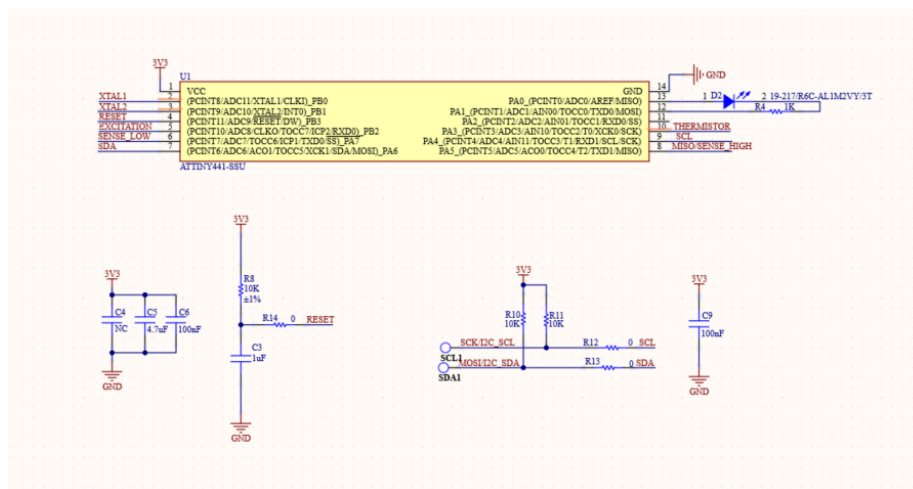 3V3
U1
1 VCC
2 (PCINT8/ADC11/XTAL1/CLKI)_PB0
3 (PCINT9/ADC10/XTAL2/INT0)_PB1
4 (PCINT11/ADC9/RESET/DW)_PB3
5 (PCINT10/ADC8/CLKO/TOCC7/ICP2/RXD0)_PB2
6 (PCINT7/ADC7/TOCC6/ICP1/TXD0/SS)_PA7
7 (PCINT6/ADC6/ACO1/TOCC5/XCK1/SDA/MOSI)_PA6
XTAL1
XTAL2
RESET
EXCITATION
SENSE_LOW
SDA
ATTINY441-SSU
GND 14
PA0_(PCINT0/ADC0/AREF/MISO) 13
PA1_(PCINT1/ADC1/AIN00/TOCC0/TXD0/MOSI) 12
PA2_(PCINT2/ADC2/AIN01/TOCC1/RXD0/SS) 11
PA3_(PCINT3/ADC3/AIN10/TOCC2/T0/XCK0/SCK) 10
PA4_(PCINT4/ADC4/AIN11/TOCC3/T1/RXD1/SCL/SCK) 9
PA5_(PCINT5/ADC5/ACO0/TOCC4/T2/TXD1/MISO) 8
GND
1 D2 2 19-217/R6C-AL1M2VY/3T
R4 1K
THERMISTOR
SCL
MISO/SENSE_HIGH
3V3
C4
NC
C5
4.7uF
C6
100nF
GND
3V3
R8
10K
±1%
R14 0 RESET
C3
1uF
GND
3V3
R10
10K
R11
10K
SCK/I2C_SCL R12 0 SCL
SCL1
MOSI/I2C_SDA R13 0 SDA
SDA1
3V3
C9
100nF
GND